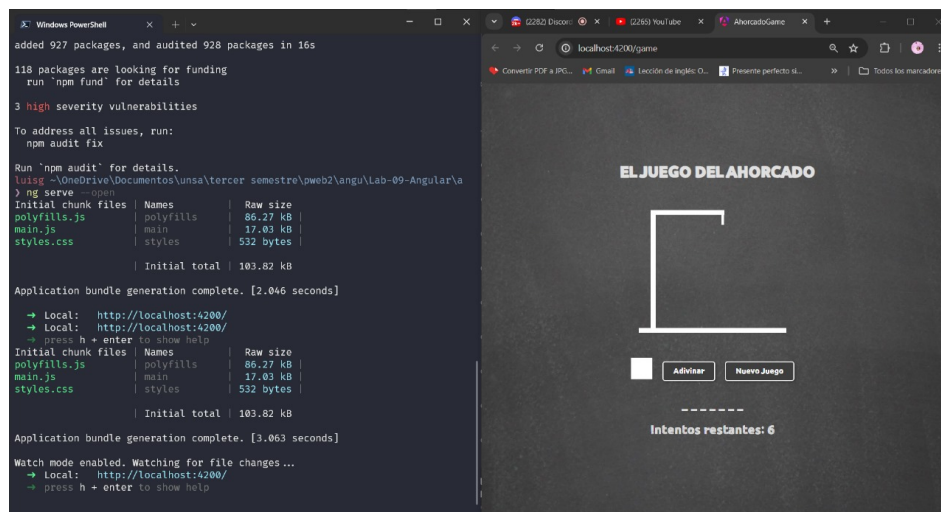 Windows PowerShell
added 927 packages, and audited 928 packages in 16s
118 packages are looking for funding
run `npm fund` for details
3 high severity vulnerabilities
To address all issues, run:
npm audit fix
Run `npm audit` for details.
luisg ~\OneDrive\Documentos\unsa\tercer semestre\pweb2\angu\Lab-09-Angular\a
❯ ng serve --open
Initial chunk files | Names | Raw size
polyfills.js | polyfills | 86.27 kB |
main.js | main | 17.03 kB |
styles.css | styles | 532 bytes |
| Initial total | 103.82 kB
Application bundle generation complete. [2.046 seconds]
➜ Local: http://localhost:4200/
➜ Local: http://localhost:4200/
➜ press h + enter to show help
Initial chunk files | Names | Raw size
polyfills.js | polyfills | 86.27 kB |
main.js | main | 17.03 kB |
styles.css | styles | 532 bytes |
| Initial total | 103.82 kB
Application bundle generation complete. [3.063 seconds]
Watch mode enabled. Watching for file changes...
➜ Local: http://localhost:4200/
➜ press h + enter to show help
(2282) Discord
(2265) YouTube
AhorcadoGame
localhost:4200/game
Convertir PDF a JPG...
Gmail
Lección de inglés: O...
Presente perfecto si...
»
Todos los marcadore
EL JUEGO DEL AHORCADO
Adivinar
Nuevo Juego
_ _ _ _ _ _ _
Intentos restantes: 6